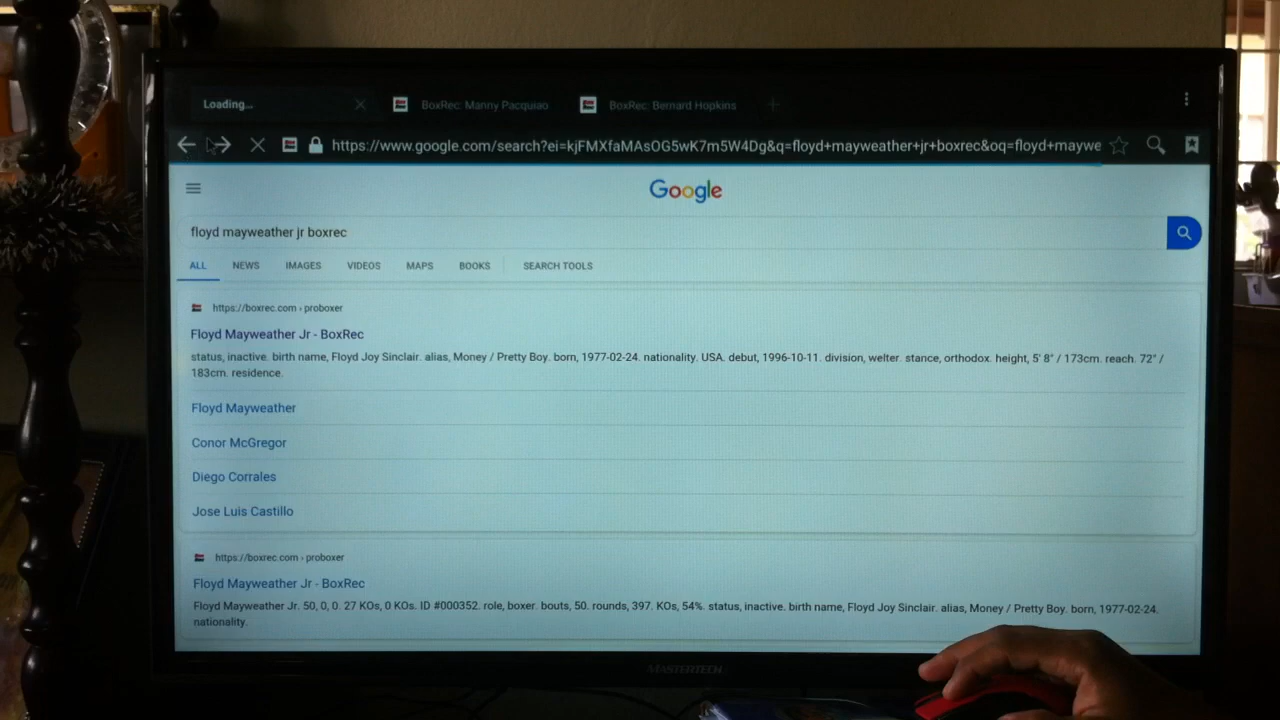 Loading...
BoxRec: Manny Pacquiao
BoxRec: Bernard Hopkins
https://www.google.com/search?ei=kjFMXfaMAsOG5wK7m5W4Dg&q=floyd+mayweather+jr+boxrec&oq=floyd+maywe
Google
floyd mayweather jr boxrec
ALL NEWS IMAGES VIDEOS MAPS BOOKS SEARCH TOOLS
https://boxrec.com › proboxer
Floyd Mayweather Jr - BoxRec
status, inactive. birth name, Floyd Joy Sinclair. alias, Money / Pretty Boy. born, 1977-02-24. nationality. USA. debut, 1996-10-11. division, welter. stance, orthodox. height, 5' 8" / 173cm. reach. 72" /
183cm. residence.
Floyd Mayweather
Conor McGregor
Diego Corrales
Jose Luis Castillo
https://boxrec.com › proboxer
Floyd Mayweather Jr - BoxRec
Floyd Mayweather Jr. 50, 0, 0. 27 KOs, 0 KOs. ID #000352. role, boxer. bouts, 50. rounds, 397. KOs, 54%. status, inactive. birth name, Floyd Joy Sinclair. alias, Money / Pretty Boy. born, 1977-02-24.
nationality.
MASTERTECH